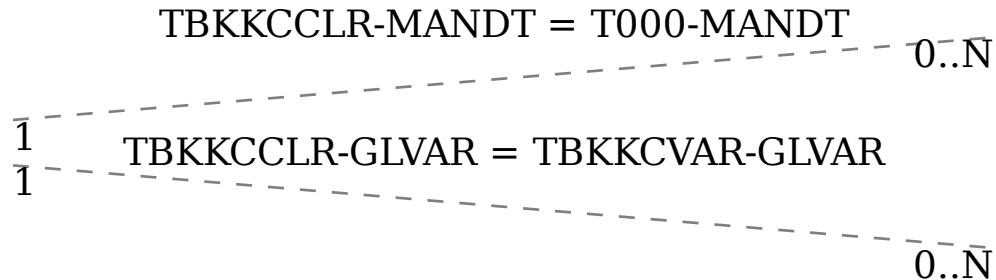 TBKKCCLR-MANDT = T000-MANDT
0..N
1
TBKKCCLR-GLVAR = TBKKCVAR-GLVAR
1
0..N